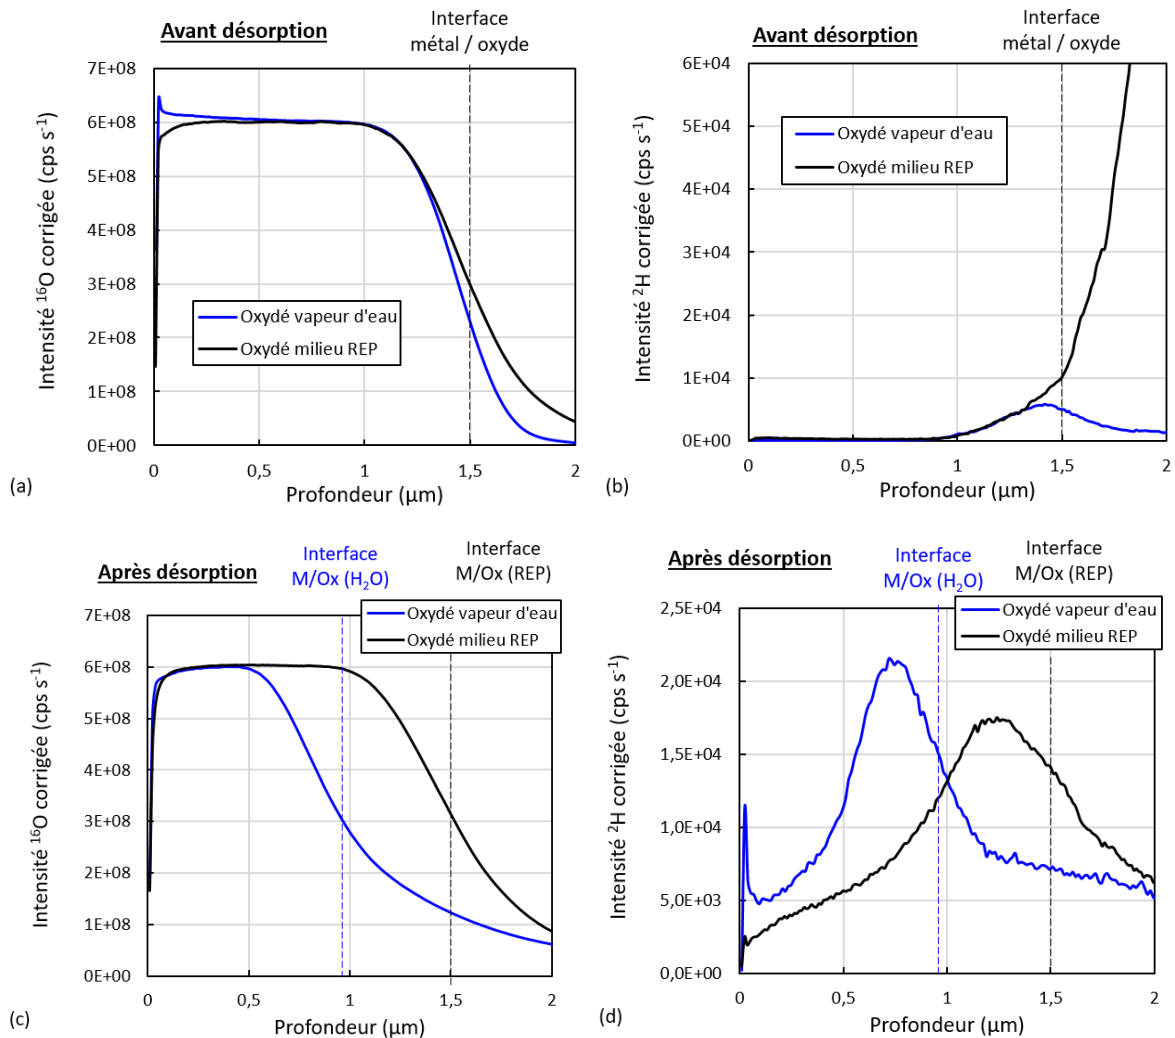 Avant désorption
Interface
métal / oxyde
7E+08
6E+08
5E+08
4E+08
3E+08
2E+08
1E+08
0E+00
Intensité ¹⁶O corrigée (cps s⁻¹)
Oxydé vapeur d'eau
Oxydé milieu REP
0
0,5
1
1,5
2
Profondeur (µm)
(a)
Avant désorption
Interface
métal / oxyde
6E+04
5E+04
4E+04
3E+04
2E+04
1E+04
0E+00
Intensité ²H corrigée (cps s⁻¹)
Oxydé vapeur d'eau
Oxydé milieu REP
0
0,5
1
1,5
2
Profondeur (µm)
(b)
Après désorption
Interface
M/Ox (H₂O)
Interface
M/Ox (REP)
7E+08
6E+08
5E+08
4E+08
3E+08
2E+08
1E+08
0E+00
Intensité ¹⁶O corrigée (cps s⁻¹)
Oxydé vapeur d'eau
Oxydé milieu REP
0
0,5
1
1,5
2
Profondeur (µm)
(c)
Après désorption
Interface
M/Ox (H₂O)
Interface
M/Ox (REP)
2,5E+04
2,0E+04
1,5E+04
1,0E+04
5,0E+03
0,0E+00
Intensité ²H corrigée (cps s⁻¹)
Oxydé vapeur d'eau
Oxydé milieu REP
0
0,5
1
1,5
2
Profondeur (µm)
(d)